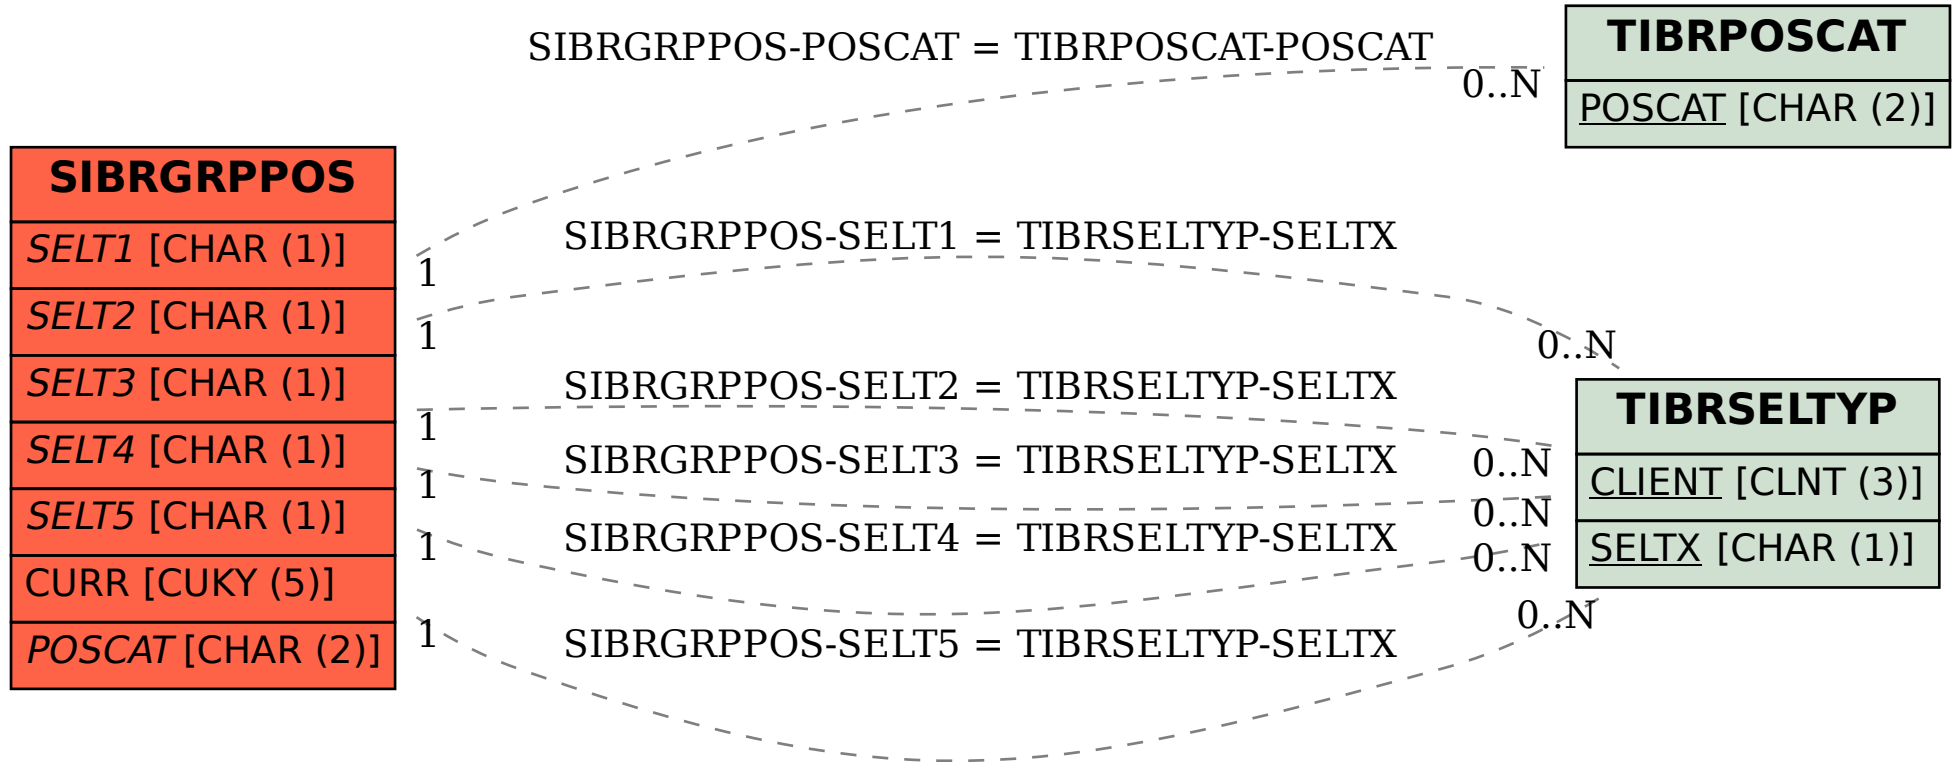 SIBRGRPPOS
SELT1 [CHAR (1)]
SELT2 [CHAR (1)]
SELT3 [CHAR (1)]
SELT4 [CHAR (1)]
SELT5 [CHAR (1)]
CURR [CUKY (5)]
POSCAT [CHAR (2)]
SIBRGRPPOS-POSCAT = TIBRPOSCAT-POSCAT
1
0..N
SIBRGRPPOS-SELT1 = TIBRSELTYP-SELTX
1
0..N
SIBRGRPPOS-SELT2 = TIBRSELTYP-SELTX
1
0..N
SIBRGRPPOS-SELT3 = TIBRSELTYP-SELTX
1
0..N
SIBRGRPPOS-SELT4 = TIBRSELTYP-SELTX
1
0..N
SIBRGRPPOS-SELT5 = TIBRSELTYP-SELTX
1
0..N
TIBRPOSCAT
POSCAT [CHAR (2)]
TIBRSELTYP
CLIENT [CLNT (3)]
SELTX [CHAR (1)]